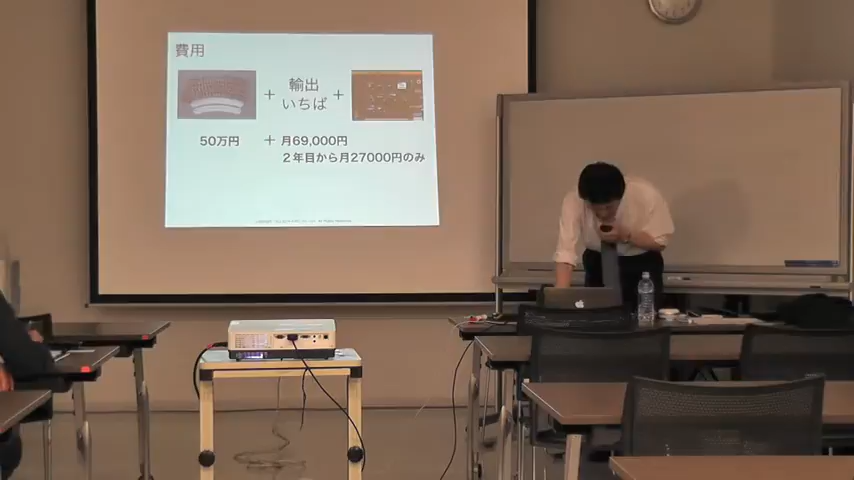 費用
+ 輸出 +
いちば
50万円 + 月69,000円
2年目から月27000円のみ